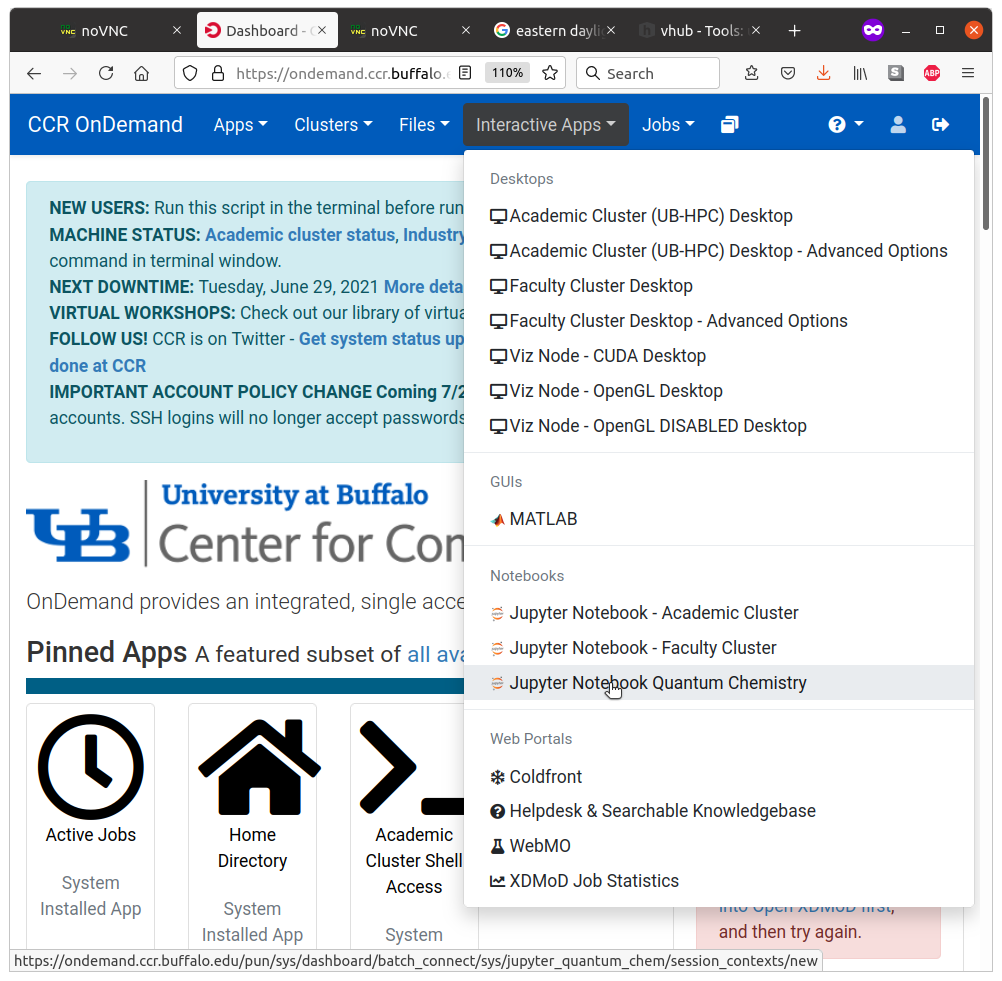 noVNC
Dashboard - C
noVNC
eastern dayli
vhub - Tools:
https://ondemand.ccr.buffalo.
110%
Search
S
ABP
CCR OnDemand
Apps
Clusters
Files
Interactive Apps
Jobs
NEW USERS: Run this script in the terminal before run
MACHINE STATUS: Academic cluster status, Industry
command in terminal window.
NEXT DOWNTIME: Tuesday, June 29, 2021 More deta
VIRTUAL WORKSHOPS: Check out our library of virtua
FOLLOW US! CCR is on Twitter - Get system status up
done at CCR
IMPORTANT ACCOUNT POLICY CHANGE Coming 7/2
accounts. SSH logins will no longer accept passwords
UB
University at Buffalo
Center for Com
OnDemand provides an integrated, single acce
Pinned Apps A featured subset of all ava
Active Jobs
System
Installed App
Home
Directory
System
Installed App
Academic
Cluster Shell
Access
System
Desktops
Academic Cluster (UB-HPC) Desktop
Academic Cluster (UB-HPC) Desktop - Advanced Options
Faculty Cluster Desktop
Faculty Cluster Desktop - Advanced Options
Viz Node - CUDA Desktop
Viz Node - OpenGL Desktop
Viz Node - OpenGL DISABLED Desktop
GUIs
MATLAB
Notebooks
Jupyter Notebook - Academic Cluster
Jupyter Notebook - Faculty Cluster
Jupyter Notebook Quantum Chemistry
Web Portals
Coldfront
Helpdesk & Searchable Knowledgebase
WebMO
XDMoD Job Statistics
into Open XDMoD first,
and then try again.
https://ondemand.ccr.buffalo.edu/pun/sys/dashboard/batch_connect/sys/jupyter_quantum_chem/session_contexts/new